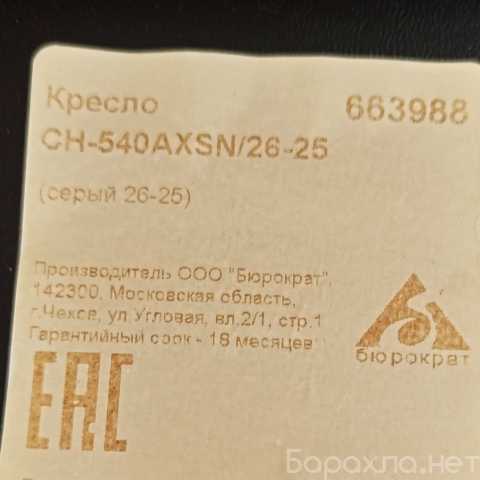 Кресло 663988
CH-540AXSN/26-25
(серый 26-25)
Производитель ООО "Бюрократ",
142300, Московская область,
г.Чехов, ул Угловая, вл.2/1, стр.1
Гарантийный срок - 18 месяцев
бюрократ
EAC
Барахла.нет